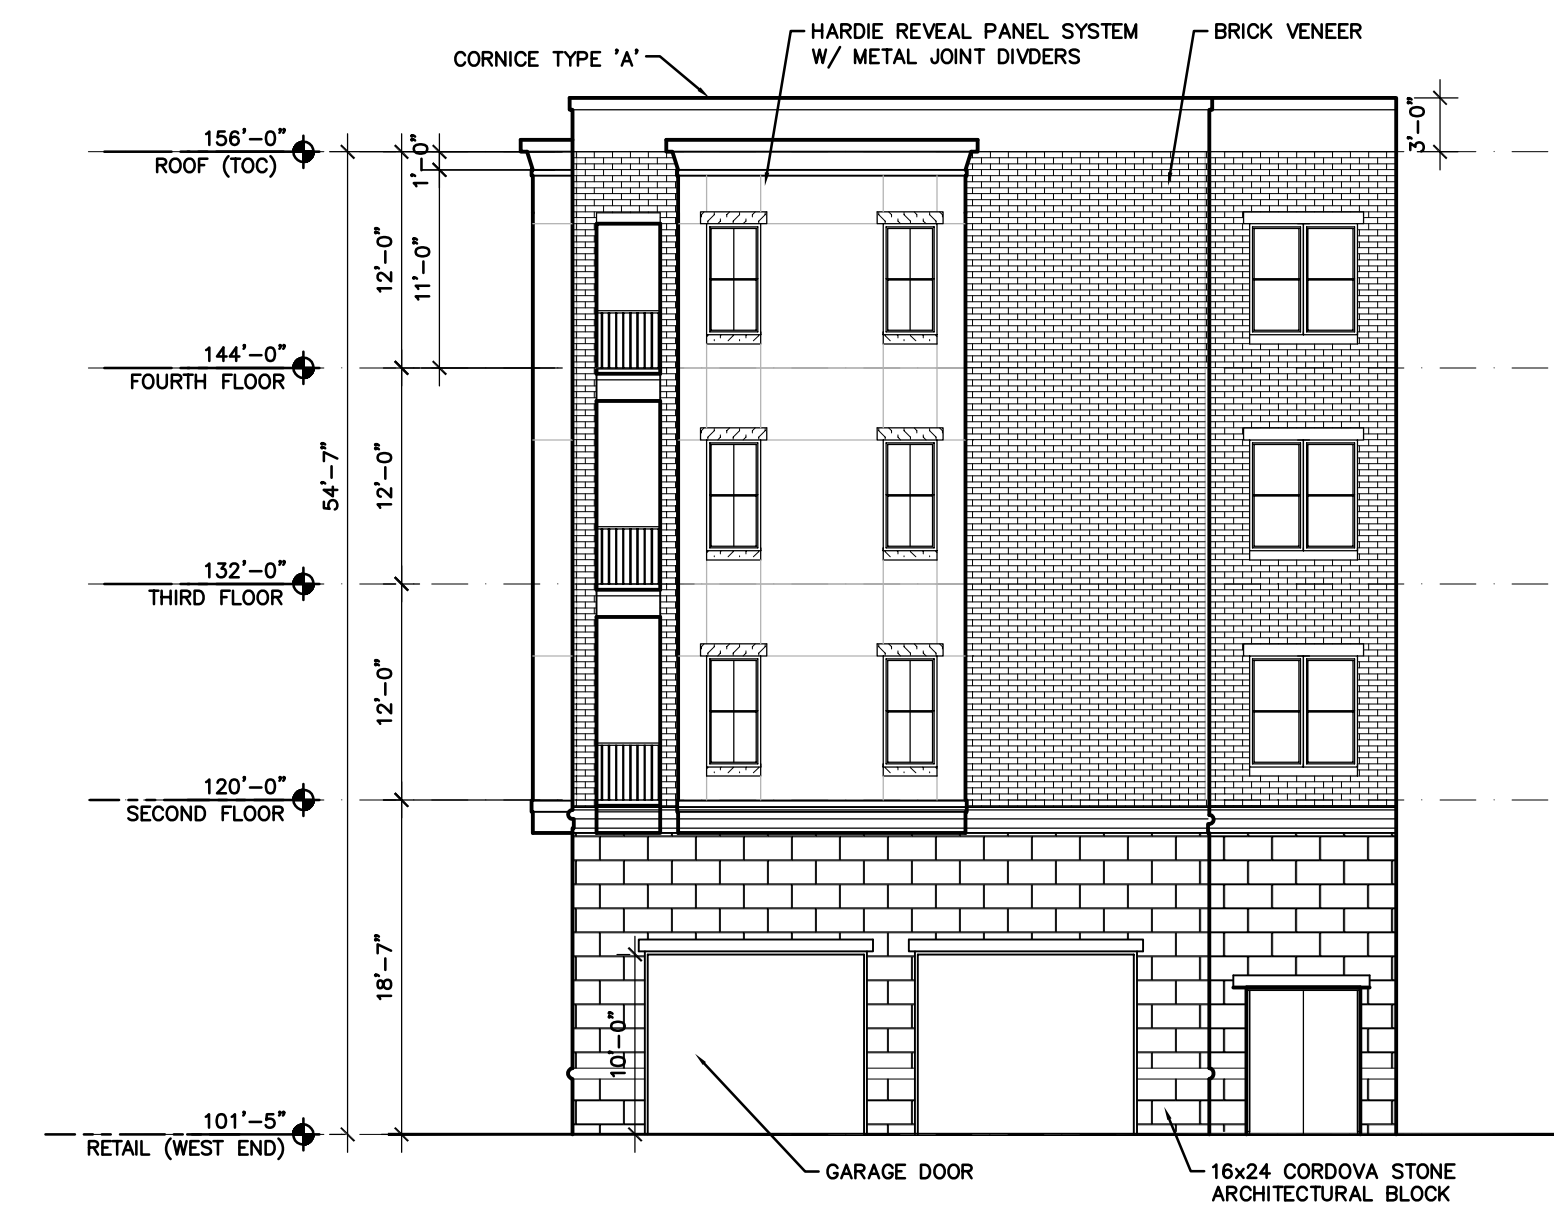 HARDIE REVEAL PANEL SYSTEM
W/ METAL JOINT DIVDERS
BRICK VENEER
CORNICE TYPE 'A'
3'-0"
156'-0"
ROOF (TOC)
1'-0"
12'-0"
11'-0"
144'-0"
FOURTH FLOOR
54'-7"
12'-0"
132'-0"
THIRD FLOOR
12'-0"
120'-0"
SECOND FLOOR
18'-7"
10'-0"
101'-5"
RETAIL (WEST END)
GARAGE DOOR
16x24 CORDOVA STONE
ARCHITECTURAL BLOCK